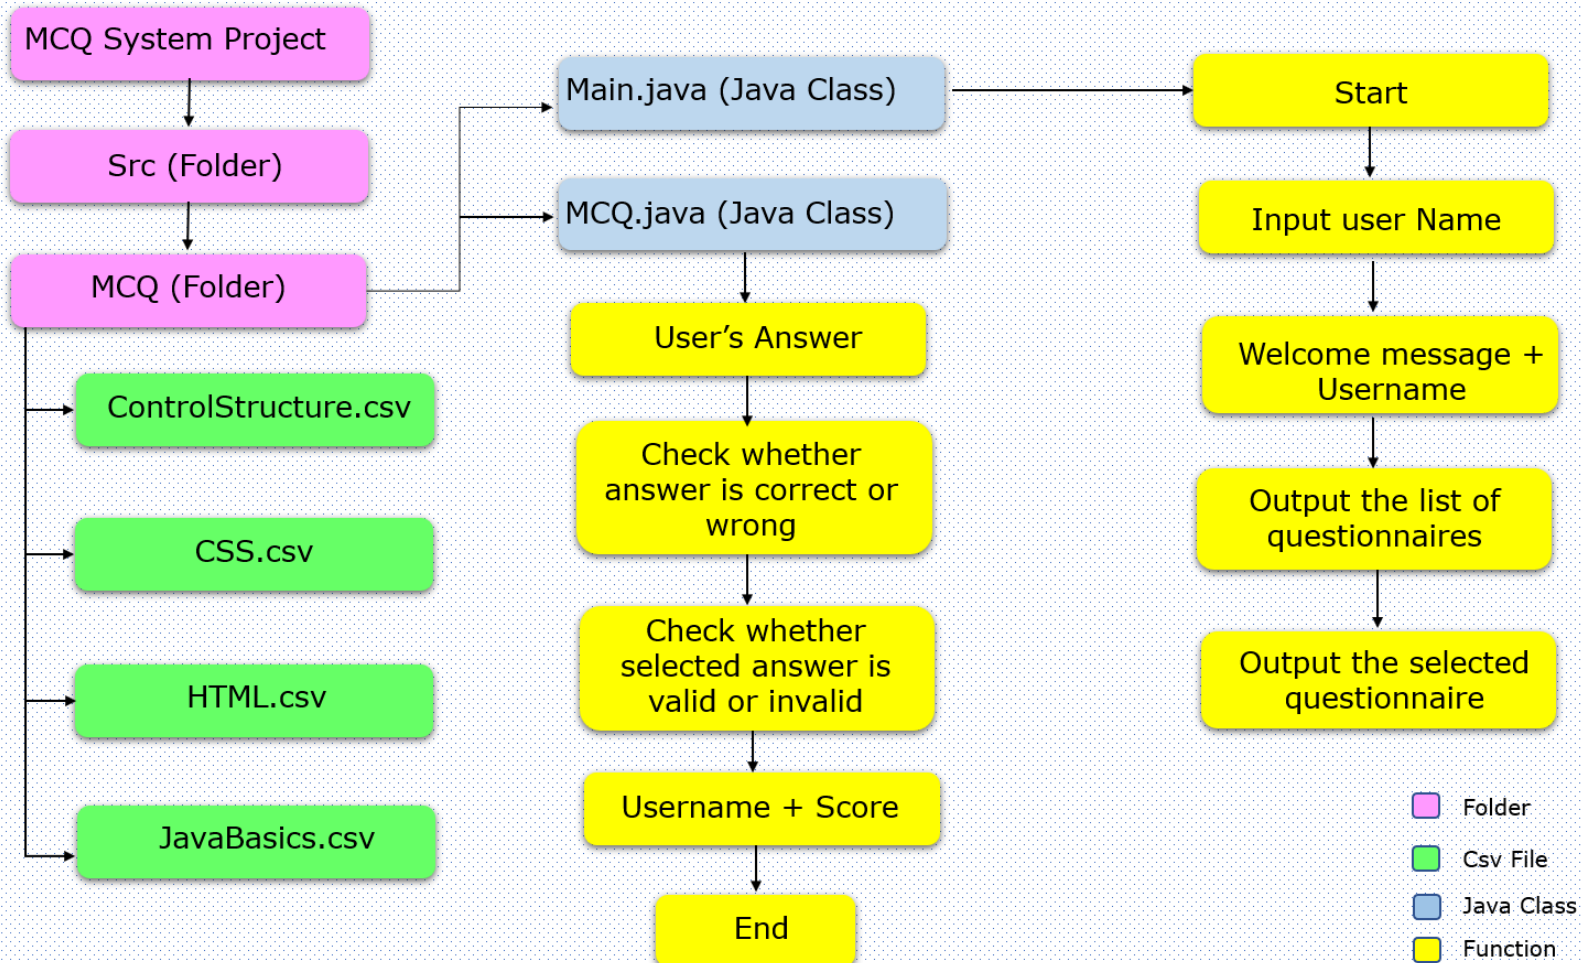 MCQ System Project
Src (Folder)
MCQ (Folder)
ControlStructure.csv
CSS.csv
HTML.csv
JavaBasics.csv
Main.java (Java Class)
MCQ.java (Java Class)
User’s Answer
Check whether
answer is correct or
wrong
Check whether
selected answer is
valid or invalid
Username + Score
End
Start
Input user Name
Welcome message +
Username
Output the list of
questionnaires
Output the selected
questionnaire
Folder
Csv File
Java Class
Function